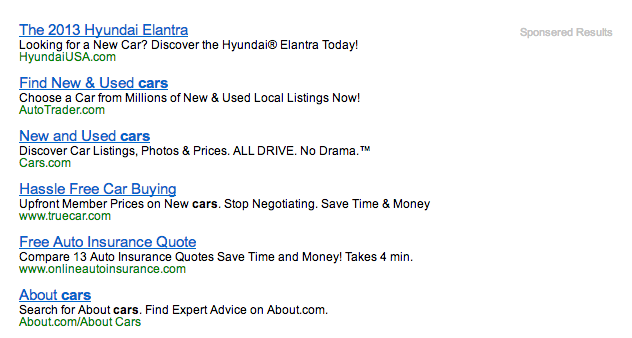 The 2013 Hyundai Elantra
Sponsered Results
Looking for a New Car? Discover the Hyundai® Elantra Today!
HyundaiUSA.com
Find New & Used cars
Choose a Car from Millions of New & Used Local Listings Now!
AutoTrader.com
New and Used cars
Discover Car Listings, Photos & Prices. ALL DRIVE. No Drama.™
Cars.com
Hassle Free Car Buying
Upfront Member Prices on New cars. Stop Negotiating. Save Time & Money
www.truecar.com
Free Auto Insurance Quote
Compare 13 Auto Insurance Quotes Save Time and Money! Takes 4 min.
www.onlineautoinsurance.com
About cars
Search for About cars. Find Expert Advice on About.com.
About.com/About Cars